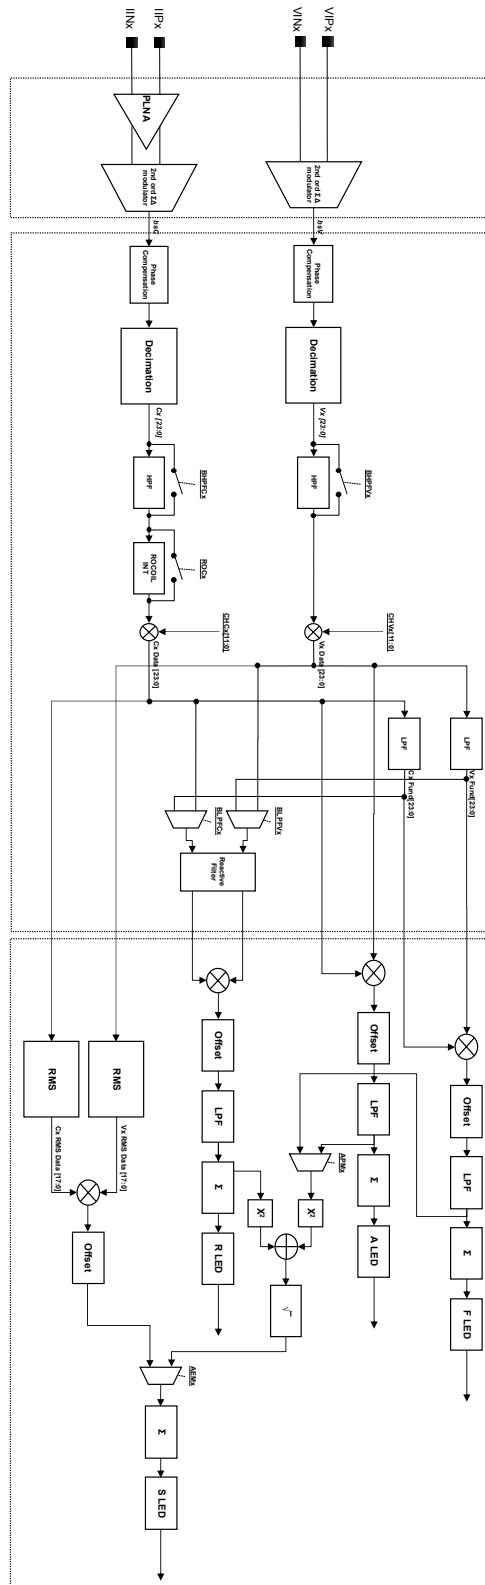 IINx
IIPx
VINx
VIPx
PLNA
2nd ord ΣΔ
modulator
2nd ord ΣΔ
modulator
bsC
bsV
Phase
Compensation
Phase
Compensation
Decimation
Decimation
Cx [23:0]
Vx [23:0]
HPF
BHPFCx
HPF
BHPFVx
ROCOIL
INT
ROCx
CHCx[11:0]
CHVx[11:0]
Cx Data [23:0]
Vx Data [23:0]
LPF
LPF
Cx Fund[23:0]
Vx Fund[23:0]
BLPFCx
BLPFVx
Reactive
Filter
RMS
RMS
Cx RMS Data [17:0]
Vx RMS Data [17:0]
Offset
Offset
LPF
Σ
R LED
X²
Offset
LPF
Σ
A LED
APMx
X²
Offset
LPF
Σ
F LED
√
AEMx
Σ
S LED